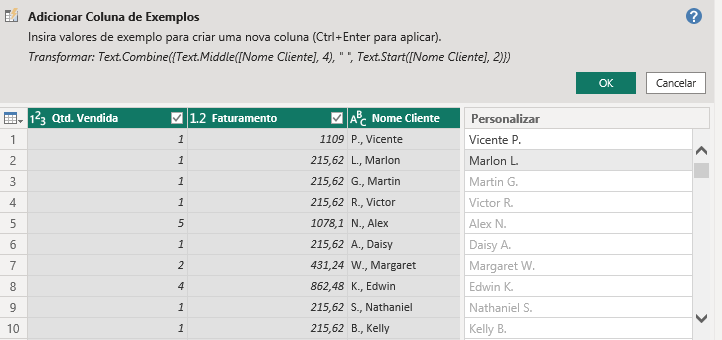 Adicionar Coluna de Exemplos
?
Insira valores de exemplo para criar uma nova coluna (Ctrl+Enter para aplicar).
Transformar: Text.Combine({Text.Middle([Nome Cliente], 4), " ", Text.Start([Nome Cliente], 2)})
OK Cancelar
1²3 Qtd. Vendida 1.2 Faturamento ABC Nome Cliente Personalizar
1 1 1109 P., Vicente Vicente P.
2 1 215,62 L., Marlon Marlon L.
3 1 215,62 G., Martin Martin G.
4 1 215,62 R., Victor Victor R.
5 5 1078,1 N., Alex Alex N.
6 1 215,62 A., Daisy Daisy A.
7 2 431,24 W., Margaret Margaret W.
8 4 862,48 K., Edwin Edwin K.
9 1 215,62 S., Nathaniel Nathaniel S.
10 1 215,62 B., Kelly Kelly B.